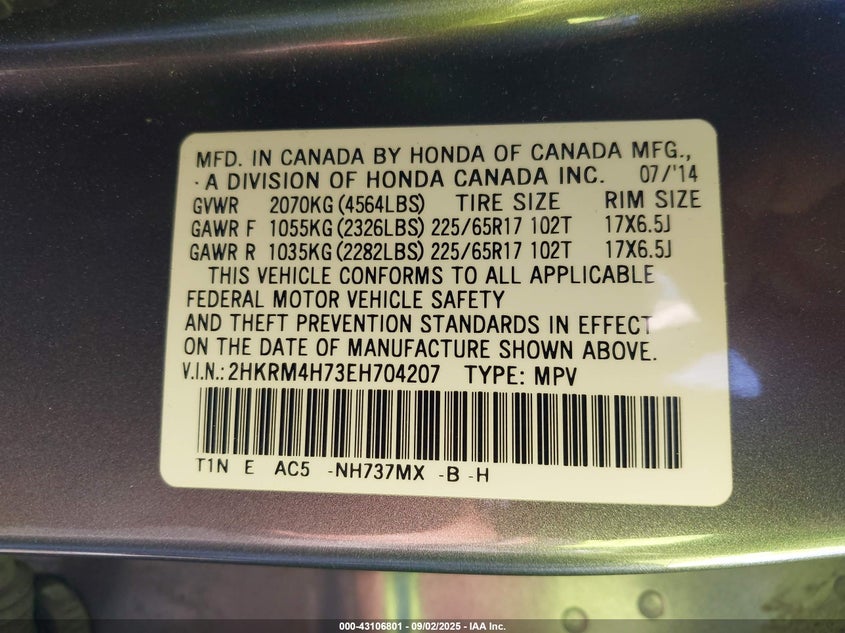 MFD. IN CANADA BY HONDA OF CANADA MFG.,
A DIVISION OF HONDA CANADA INC. 07/'14
GVWR 2070KG (4564LBS) TIRE SIZE RIM SIZE
GAWR F 1055KG (2326LBS) 225/65R17 102T 17X6.5J
GAWR R 1035KG (2282LBS) 225/65R17 102T 17X6.5J
THIS VEHICLE CONFORMS TO ALL APPLICABLE
FEDERAL MOTOR VEHICLE SAFETY
AND THEFT PREVENTION STANDARDS IN EFFECT
ON THE DATE OF MANUFACTURE SHOWN ABOVE.
V.I.N.: 2HKRM4H73EH704207 TYPE: MPV
T1N E AC5 -NH737MX -B -H
000-43106801 - 09/02/2025 - IAA Inc.